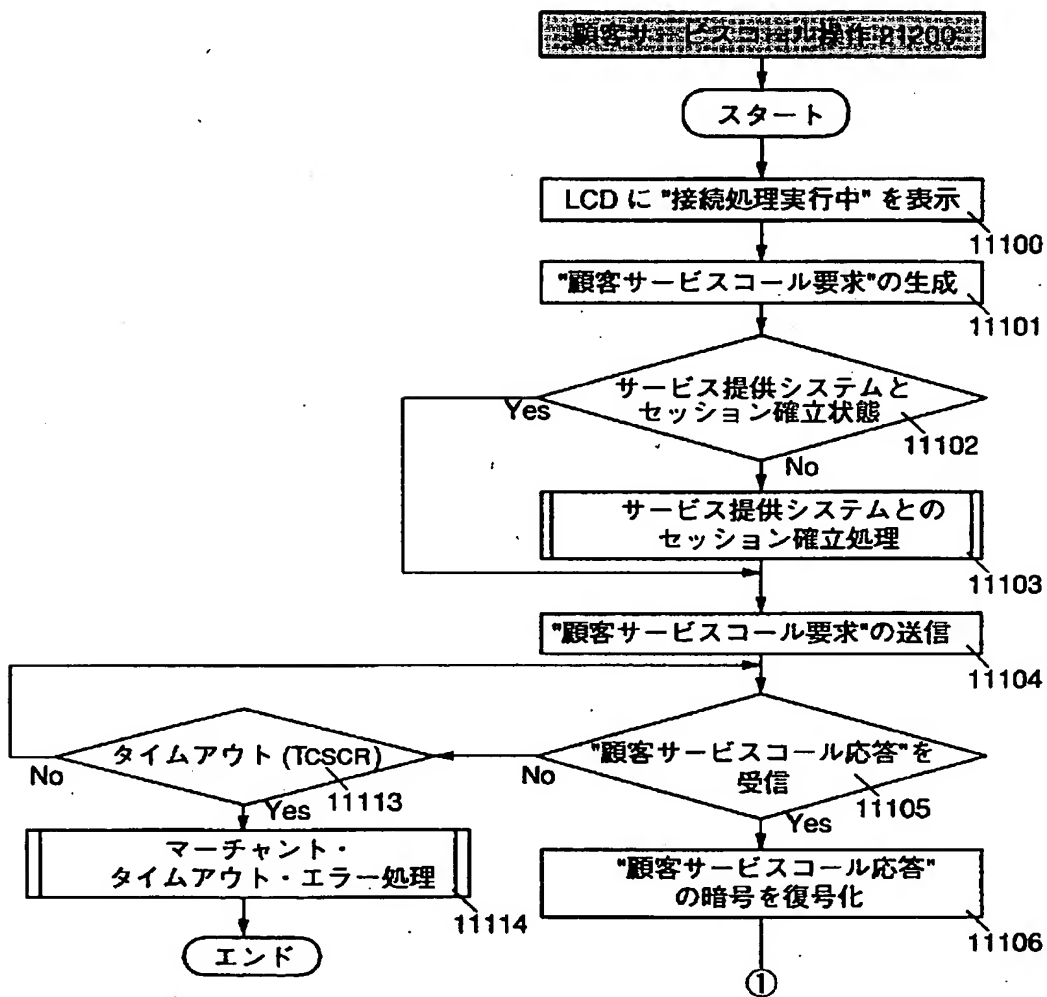 顧客サービスコール操作 21200
スタート
LCD に "接続処理実行中" を表示
11100
"顧客サービスコール要求"の生成
11101
サービス提供システムと
セッション確立状態
11102
Yes
No
サービス提供システムとの
セッション確立処理
11103
"顧客サービスコール要求"の送信
11104
"顧客サービスコール応答"を
受信
11105
No
Yes
タイムアウト (TCSCR)
11113
No
Yes
マーチャント・
タイムアウト・エラー処理
11114
エンド
"顧客サービスコール応答"
の暗号を復号化
11106
①